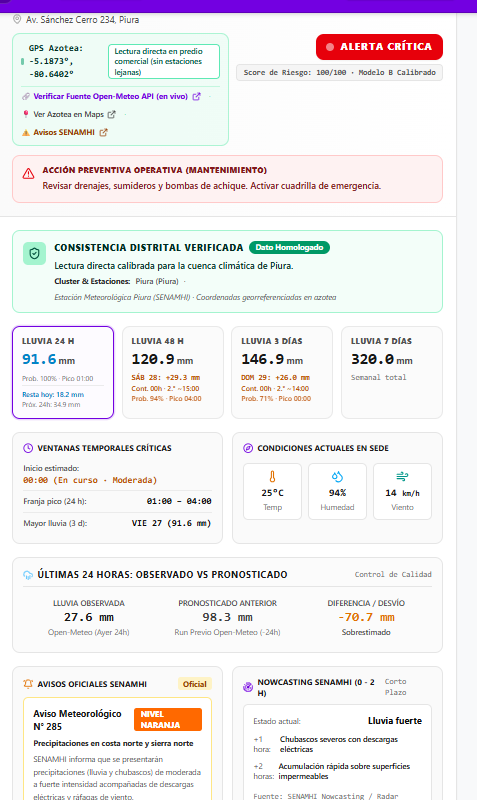 Av. Sánchez Cerro 234, Piura
GPS Azotea:
-5.1873°,
-80.6402°
Lectura directa en predio
comercial (sin estaciones
lejanas)
Verificar Fuente Open-Meteo API (en vivo)
·
Ver Aforo en Maps
·
Avisos SENAMHI
ALERTA CRÍTICA
Score de Riesgo: 100/100 · Modelo B Calibrado
ACCIÓN PREVENTIVA OPERATIVA (MANTENIMIENTO)
Revisar drenajes, sumideros y bombas de achique. Activar cuadrilla de emergencia.
CONSISTENCIA DISTRITAL VERIFICADA
Dato Homologado
Lectura directa calibrada para la cuenca climática de Piura.
Cluster & Estaciones: Piura (Piura) ·
Estación Meteorológica Piura (SENAMHI) · Coordenadas georreferenciadas en azotea
LLUVIA 24 H
91.6 mm
Prob. 100% · Pico 01:00
Resta hoy: 18.2 mm
Próx. 24h: 34.9 mm
LLUVIA 48 H
120.9 mm
SÁB 28: +29.3 mm
Cont. 00h · 2.° ~15:00
Prob. 94% · Pico 04:00
LLUVIA 3 DÍAS
146.9 mm
DOM 29: +26.0 mm
Cont. 00h · 2.° ~14:00
Prob. 71% · Pico 00:00
LLUVIA 7 DÍAS
320.0 mm
Semanal total
VENTANAS TEMPORALES CRÍTICAS
Inicio estimado:
00:00 (En curso · Moderada)
Franja pico (24 h): 01:00 – 04:00
Mayor lluvia (3 d): VIE 27 (91.6 mm)
CONDICIONES ACTUALES EN SEDE
25°C
Temp
94%
Humedad
14 km/h
Viento
ÚLTIMAS 24 HORAS: OBSERVADO VS PRONOSTICADO
Control de Calidad
LLUVIA OBSERVADA
27.6 mm
Open-Meteo (Ayer 24h)
PRONOSTICADO ANTERIOR
98.3 mm
Run Previo Open-Meteo (-24h)
DIFERENCIA / DESVÍO
-70.7 mm
Sobrestimado
AVISOS OFICIALES SENAMHI
Oficial
Aviso Meteorológico
N° 285
NIVEL
NARANJA
Precipitaciones en costa norte y sierra norte
SENAMHI informa que se presentarán
precipitaciones (lluvia y chubascos) de moderada
a fuerte intensidad acompañadas de descargas
eléctricas y ráfagas de viento.
NOWCASTING SENAMHI (0 - 2
H)
Corto
Plazo
Estado actual: Lluvia fuerte
+1
hora:
Chubascos severos con descargas
eléctricas
+2
horas:
Acumulación rápida sobre superficies
impermeables
Fuente: SENAMHI Nowcasting / Radar